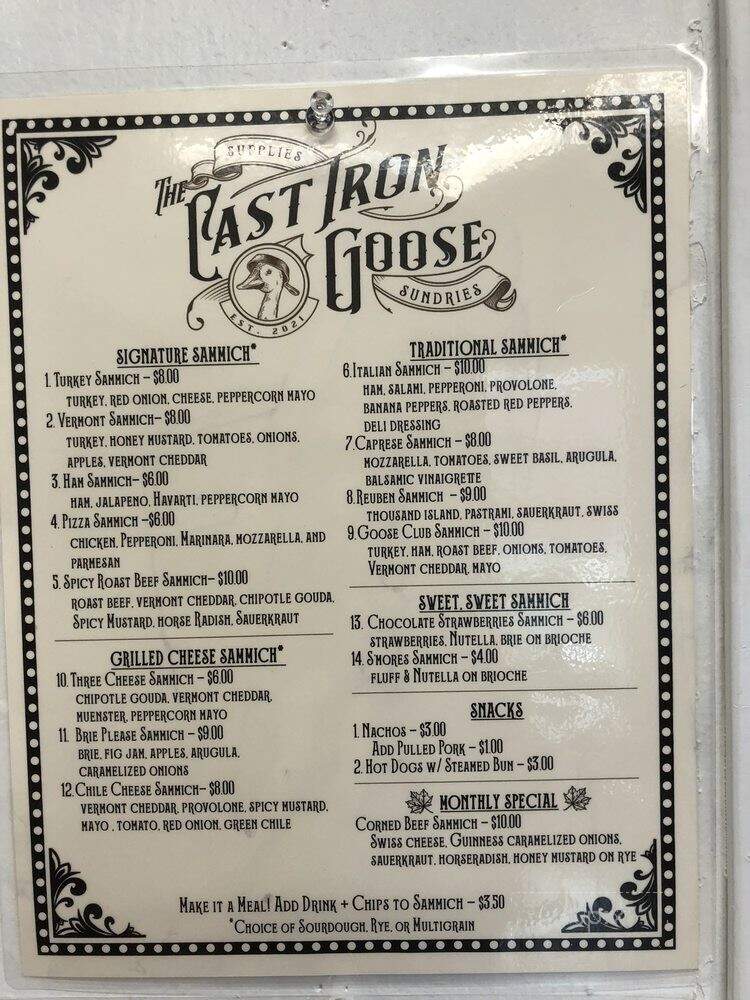 SUPPLIES
THE
CAST IRON
GOOSE
SUNDRIES
EST. 2021
SIGNATURE SAMMICH*
1. TURKEY SAMMICH – $8.00
TURKEY, RED ONION, CHEESE, PEPPERCORN MAYO
2. VERMONT SAMMICH– $8.00
TURKEY, HONEY MUSTARD, TOMATOES, ONIONS,
APPLES, VERMONT CHEDDAR
3. HAM SAMMICH– $6.00
HAM, JALAPENO, HAVARTI, PEPPERCORN MAYO
4. PIZZA SAMMICH –$6.00
CHICKEN, PEPPERONI, MARINARA, MOZZARELLA, AND
PARMESAN
5. SPICY ROAST BEEF SAMMICH– $10.00
ROAST BEEF, VERMONT CHEDDAR, CHIPOTLE GOUDA,
SPICY MUSTARD, HORSE RADISH, SAUERKRAUT
GRILLED CHEESE SAMMICH*
10. THREE CHEESE SAMMICH – $6.00
CHIPOTLE GOUDA, VERMONT CHEDDAR,
MUENSTER, PEPPERCORN MAYO
11. BRIE PLEASE SAMMICH – $9.00
BRIE, FIG JAM, APPLES, ARUGULA,
CARAMELIZED ONIONS
12. CHILE CHEESE SAMMICH– $8.00
VERMONT CHEDDAR, PROVOLONE, SPICY MUSTARD,
MAYO , TOMATO, RED ONION, GREEN CHILE
TRADITIONAL SAMMICH*
6. ITALIAN SAMMICH – $10.00
HAM, SALAMI, PEPPERONI, PROVOLONE,
BANANA PEPPERS, ROASTED RED PEPPERS,
DELI DRESSING
7. CAPRESE SAMMICH – $8.00
MOZZARELLA, TOMATOES, SWEET BASIL, ARUGULA,
BALSAMIC VINAIGRETTE
8. REUBEN SAMMICH – $9.00
THOUSAND ISLAND, PASTRAMI, SAUERKRAUT, SWISS
9. GOOSE CLUB SAMMICH – $10.00
TURKEY, HAM, ROAST BEEF, ONIONS, TOMATOES,
VERMONT CHEDDAR, MAYO
SWEET, SWEET SAMMICH
13. CHOCOLATE STRAWBERRIES SAMMICH – $6.00
STRAWBERRIES, NUTELLA, BRIE ON BRIOCHE
14. S'MORES SAMMICH – $4.00
FLUFF & NUTELLA ON BRIOCHE
SNACKS
1. NACHOS – $3.00
ADD PULLED PORK – $1.00
2. HOT DOGS W/ STEAMED BUN – $3.00
MONTHLY SPECIAL
CORNED BEEF SAMMICH – $10.00
SWISS CHEESE, GUINNESS CARAMELIZED ONIONS,
SAUERKRAUT, HORSERADISH, HONEY MUSTARD ON RYE
MAKE IT A MEAL! ADD DRINK + CHIPS TO SAMMICH – $3.50
*CHOICE OF SOURDOUGH, RYE, OR MULTIGRAIN